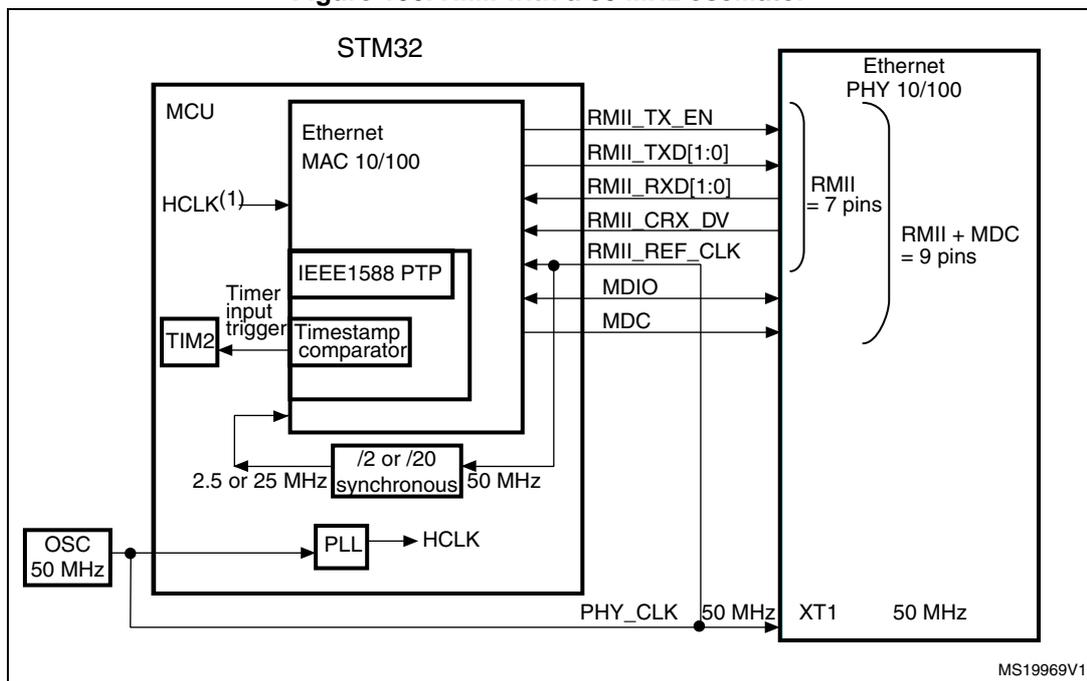 STM32
MCU
Ethernet
MAC 10/100
HCLK(1)
IEEE1588 PTP
Timer
input
trigger
TIM2
Timestamp
comparator
/2 or /20
synchronous
2.5 or 25 MHz
50 MHz
OSC
50 MHz
PLL
HCLK
RMII_TX_EN
RMII_TXD[1:0]
RMII_RXD[1:0]
RMII_CRX_DV
RMII_REF_CLK
MDIO
MDC
Ethernet
PHY 10/100
RMII
= 7 pins
RMII + MDC
= 9 pins
PHY_CLK
50 MHz
XT1
50 MHz
MS19969V1